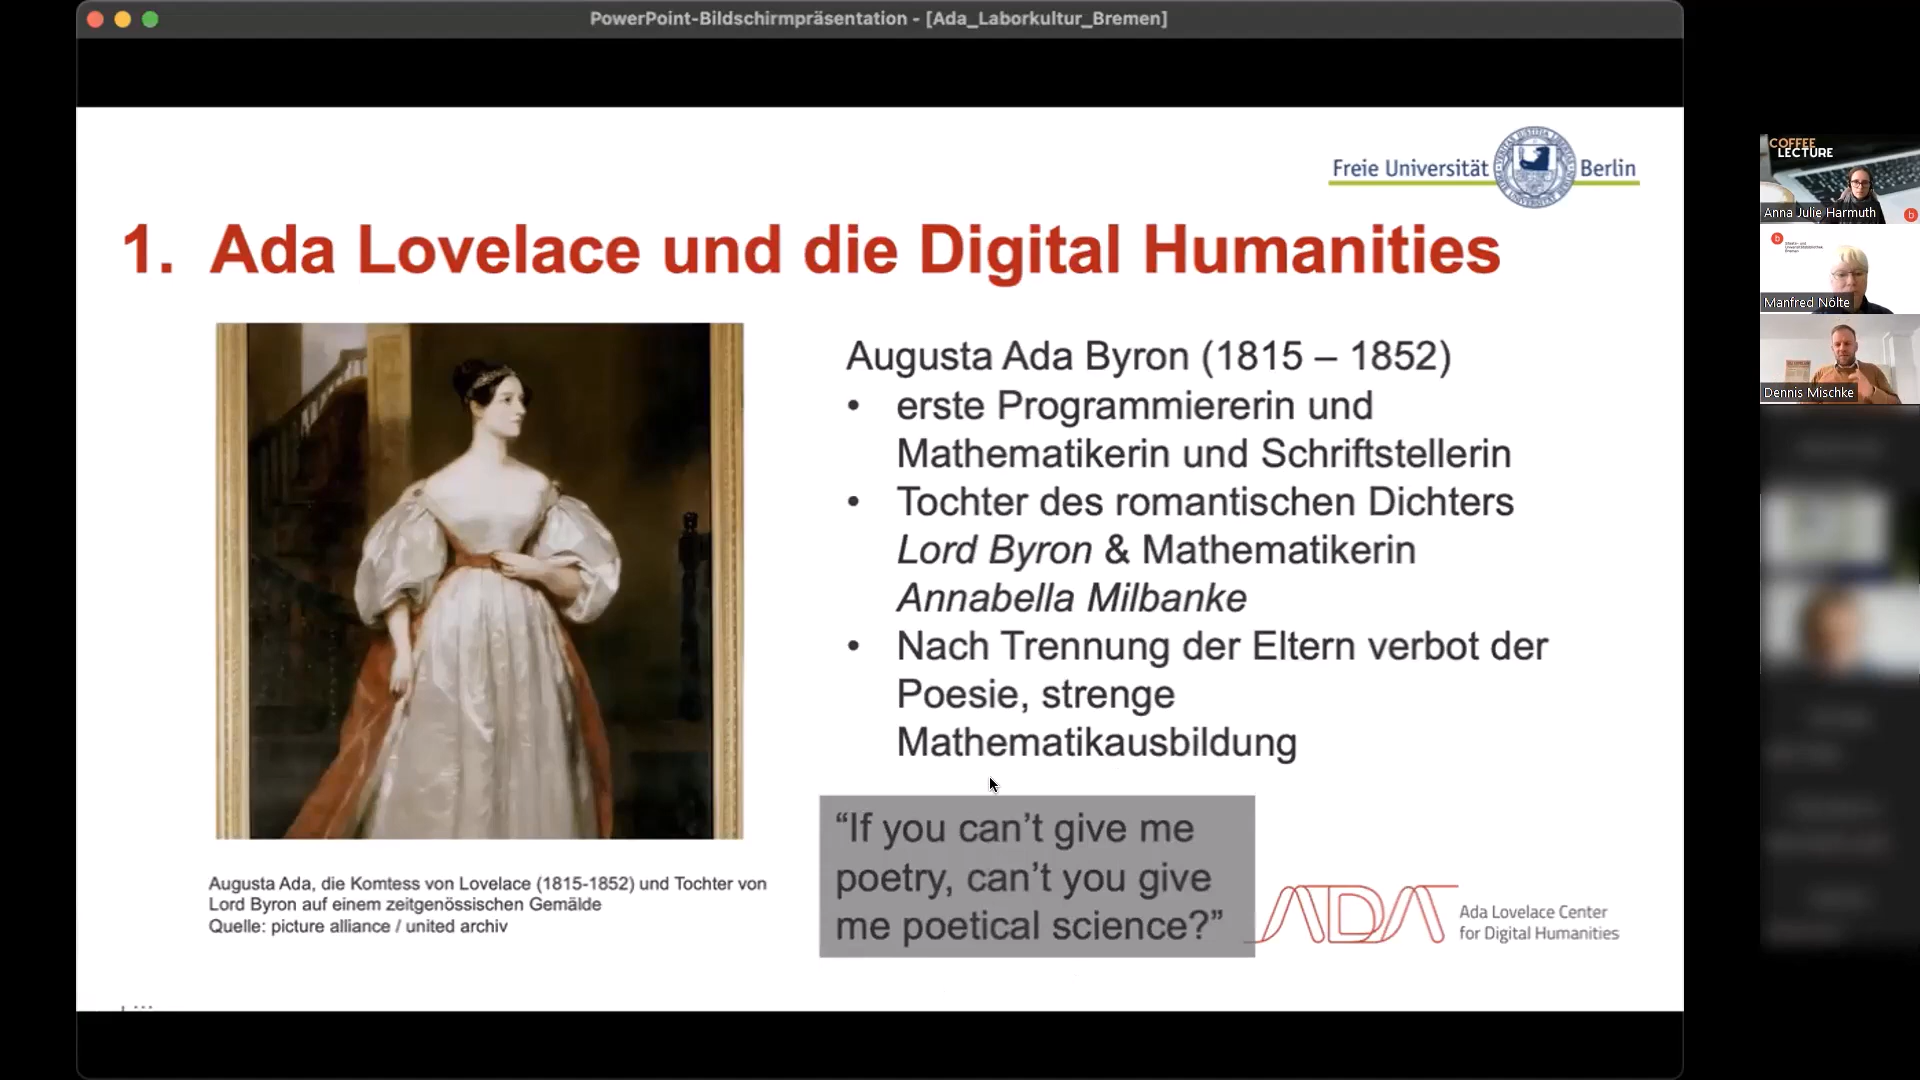 PowerPoint-Bildschirmpräsentation - [Ada_Laborkultur_Bremen]
Freie Universität Berlin
1. Ada Lovelace und die Digital Humanities
Augusta Ada Byron (1815 – 1852)
• erste Programmiererin und
Mathematikerin und Schriftstellerin
• Tochter des romantischen Dichters
Lord Byron & Mathematikerin
Annabella Milbanke
• Nach Trennung der Eltern verbot der
Poesie, strenge
Mathematikausbildung
“If you can’t give me
poetry, can’t you give
me poetical science?”
Augusta Ada, die Komtess von Lovelace (1815-1852) und Tochter von
Lord Byron auf einem zeitgenössischen Gemälde
Quelle: picture alliance / united archiv
ADA
Ada Lovelace Center
for Digital Humanities
COFFEE
LECTURE
Anna Julie Harmuth
Manfred Nölte
Dennis Mischke